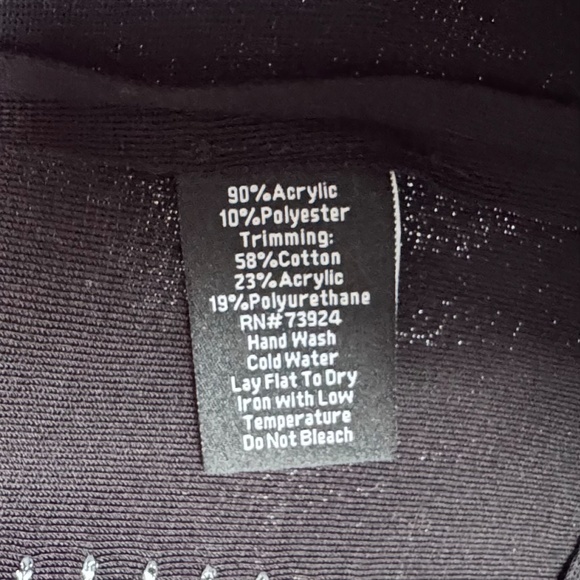 90%Acrylic
10%Polyester
Trimming:
58%Cotton
23%Acrylic
19%Polyurethane
RN#73924
Hand Wash
Cold Water
Lay Flat To Dry
Iron with Low
Temperature
Do Not Bleach